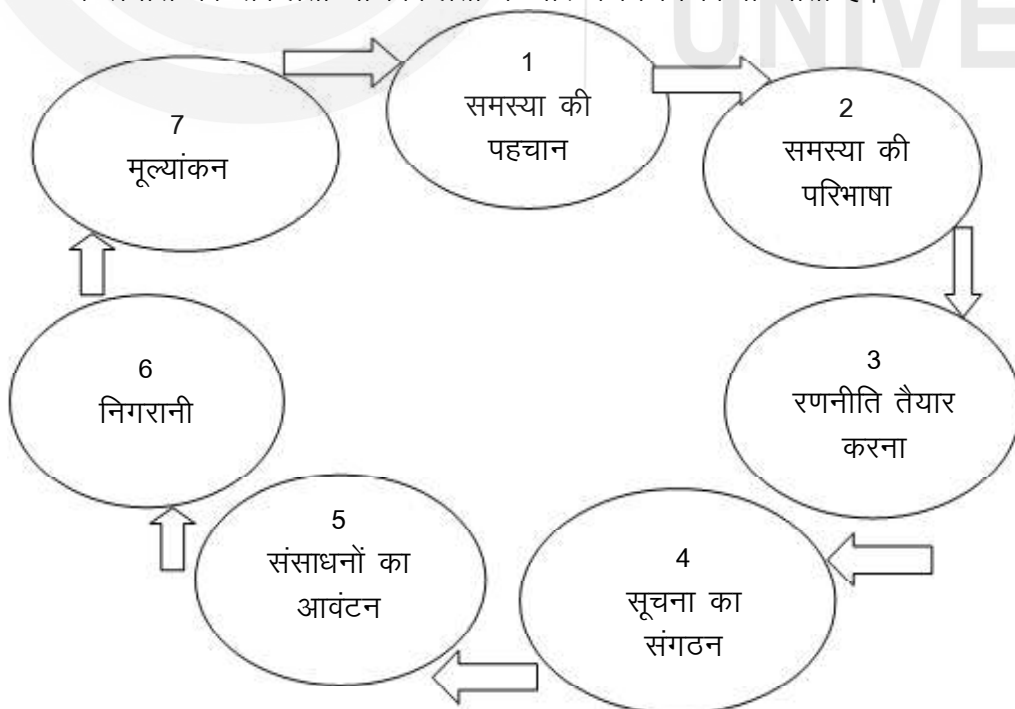 UNIVE
1
समस्या की
पहचान
2
समस्या की
परिभाषा
3
रणनीति तैयार
करना
4
सूचना का
संगठन
5
संसाधनों का
आवंटन
6
निगरानी
7
मूल्यांकन